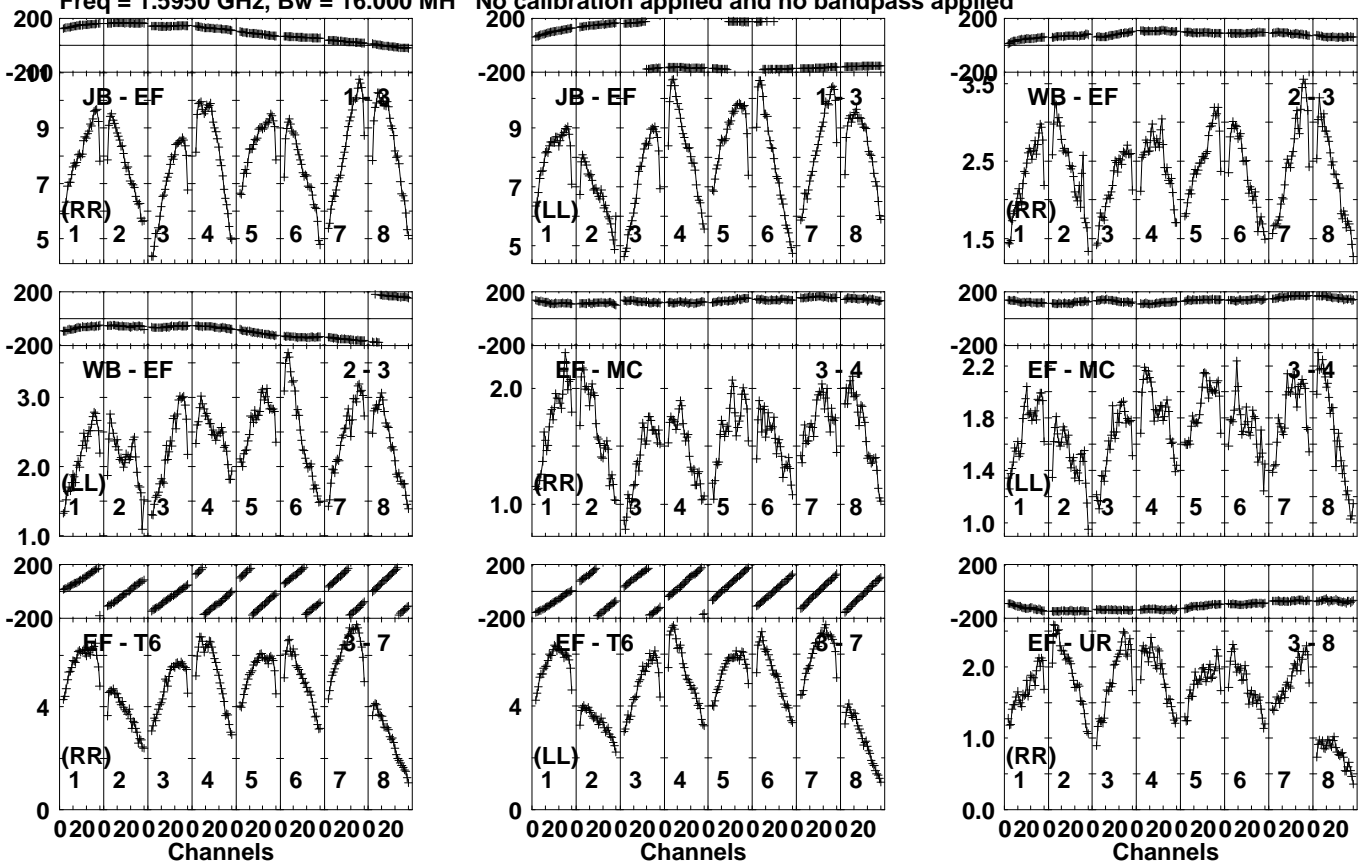 Freq = 1.5950 GHz, Bw = 16.000 MH No calibration applied and no bandpass applied
200
-200
JB - EF 1 - 3
9
7
5
(RR)
1 2 3 4 5 6 7 8
200
-200
JB - EF 1 - 3
9
7
5
(LL)
1 2 3 4 5 6 7 8
200
-200
3.5
WB - EF 2 - 3
2.5
1.5
(RR)
1 2 3 4 5 6 7 8
200
-200
WB - EF 2 - 3
3.0
2.0
1.0
(LL)
1 2 3 4 5 6 7 8
200
-200
EF - MC 3 - 4
2.0
1.0
(RR)
1 2 3 4 5 6 7 8
200
-200
2.2
EF - MC 3 - 4
1.8
1.4
1.0
(LL)
1 2 3 4 5 6 7 8
200
-200
EF - T6 3 - 7
4
0
(RR)
1 2 3 4 5 6 7 8
0 20 0 20 0 20 0 20 0 20 0 20 0 20 0 20
Channels
200
-200
EF - T6 3 - 7
4
0
(LL)
1 2 3 4 5 6 7 8
0 20 0 20 0 20 0 20 0 20 0 20 0 20 0 20
Channels
200
-200
EF - UR 3 - 8
2.0
1.0
0.0
(RR)
1 2 3 4 5 6 7 8
0 20 0 20 0 20 0 20 0 20 0 20 0 20 0 20
Channels